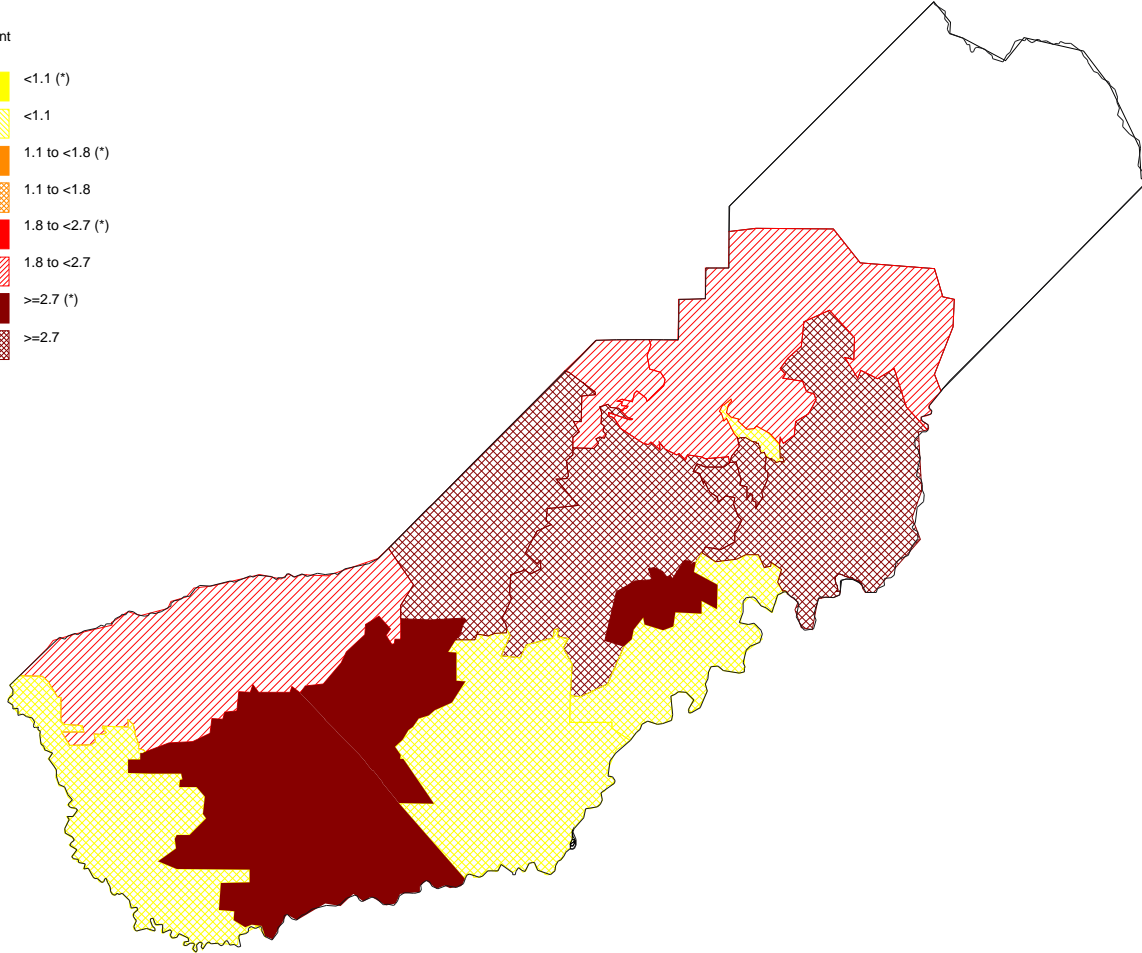 nt
<1.1 (*)
<1.1
1.1 to <1.8 (*)
1.1 to <1.8
1.8 to <2.7 (*)
1.8 to <2.7
>=2.7 (*)
>=2.7